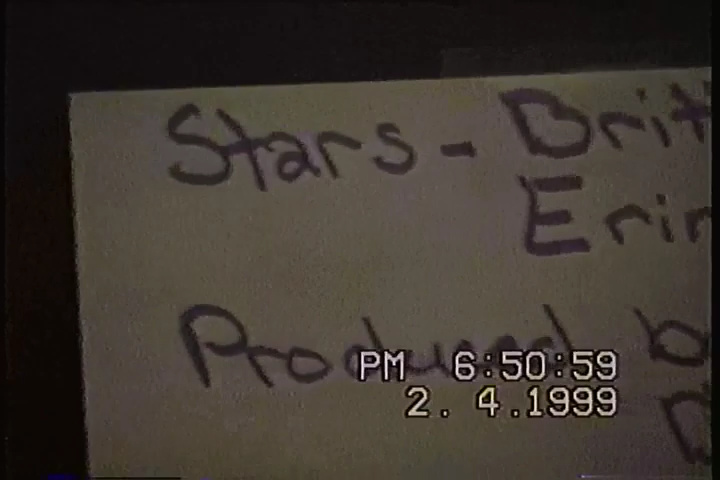 Stars - Brit
Erin
Produced b
PM 6:50:59
2. 4.1999